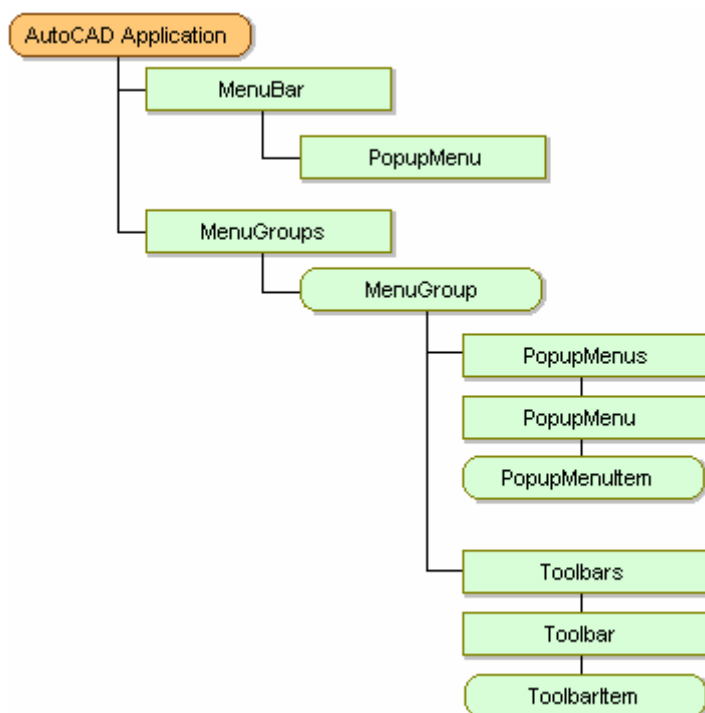 AutoCAD Application
MenuBar
PopupMenu
MenuGroups
MenuGroup
PopupMenus
PopupMenu
PopupMenuItem
Toolbars
Toolbar
ToolbarItem